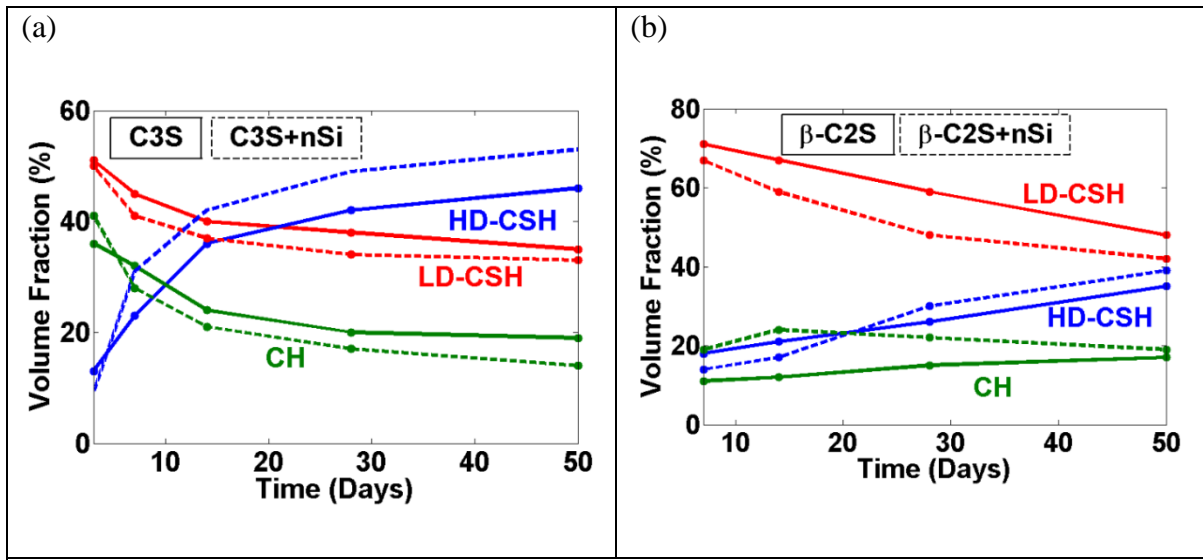 (a)
Volume Fraction (%)
60
40
20
0
C3S
C3S+nSi
HD-CSH
LD-CSH
CH
10 20 30 40 50
Time (Days)
(b)
Volume Fraction (%)
80
60
40
20
0
β-C2S
β-C2S+nSi
LD-CSH
HD-CSH
CH
10 20 30 40 50
Time (Days)